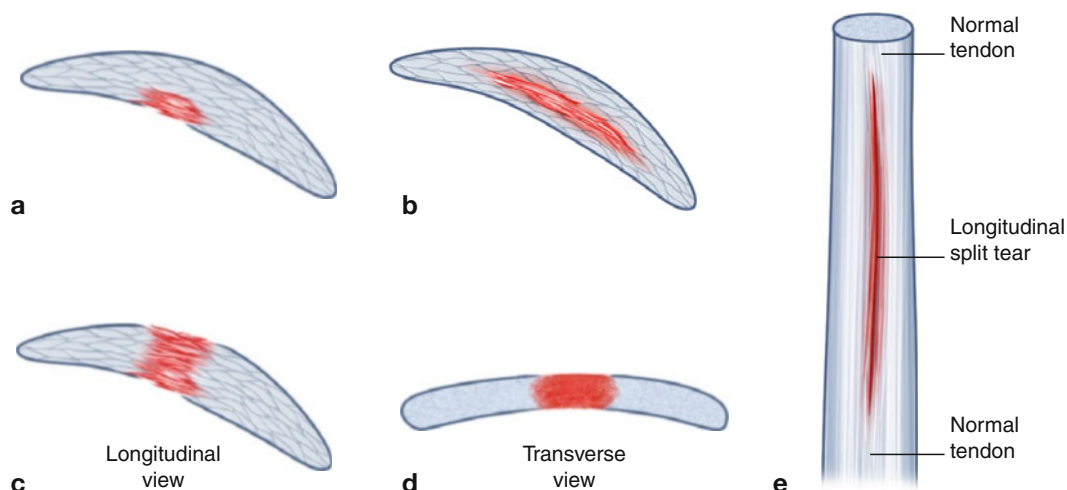 Normal
tendon
a
b
Longitudinal
split tear
Normal
tendon
Longitudinal
view
Transverse
view
c
d
e